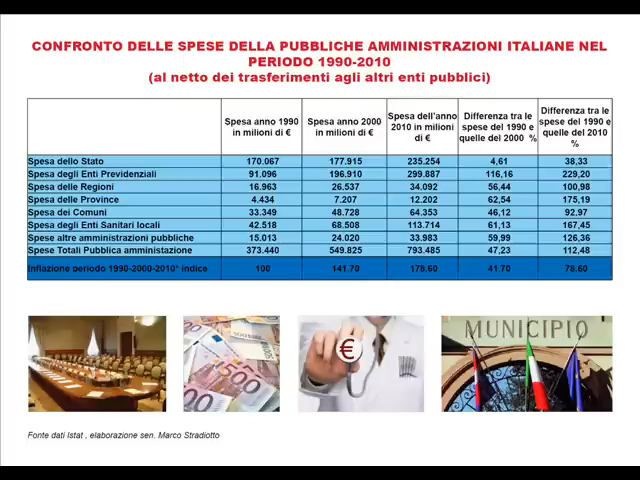 CONFRONTO DELLE SPESE DELLA PUBBLICHE AMMINISTRAZIONI ITALIANE NEL
PERIODO 1990-2010
(al netto dei trasferimenti agli altri enti pubblici)
Spesa anno 1990 in milioni di € Spesa anno 2000 in milioni di € Spesa dell'anno 2010 in milioni di € Differenza tra le spese del 1990 e quelle del 2000 % Differenza tra le spese del 1990 e quelle del 2010 %
Spesa dello Stato 170.067 177.915 235.254 4,61 38,33
Spesa degli Enti Previdenziali 91.096 196.910 299.887 116,16 229,20
Spesa delle Regioni 16.963 26.537 34.092 56,44 100,98
Spesa delle Province 4.434 7.207 12.202 62,54 175,19
Spesa dei Comuni 33.349 48.728 64.353 46,12 92,97
Spesa degli Enti Sanitari locali 42.518 68.508 113.714 61,13 167,45
Spese altre amministrazioni pubbliche 15.013 24.020 33.983 59,99 126,36
Spese Totali Pubblica amministazione 373.440 549.825 793.485 47,23 112,48
Inflazione periodo 1990-2000-2010* indice 100 141.70 178.60 41.70 78.60
MUNICIPIO
500
500
€
Fonte dati Istat , elaborazione sen. Marco Stradiotto